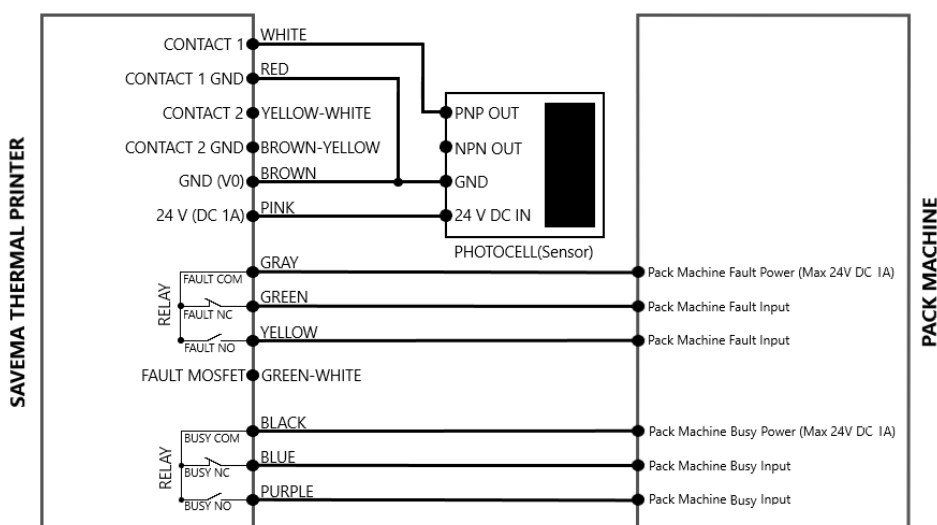 SAVEMA THERMAL PRINTER
CONTACT 1
WHITE
CONTACT 1 GND
RED
CONTACT 2
YELLOW-WHITE
CONTACT 2 GND
BROWN-YELLOW
GND (V0)
BROWN
24 V (DC 1A)
PINK
PNP OUT
NPN OUT
GND
24 V DC IN
PHOTOCELL(Sensor)
RELAY
FAULT COM
GRAY
Pack Machine Fault Power (Max 24V DC 1A)
FAULT NC
GREEN
Pack Machine Fault Input
FAULT NO
YELLOW
Pack Machine Fault Input
FAULT MOSFET
GREEN-WHITE
RELAY
BUSY COM
BLACK
Pack Machine Busy Power (Max 24V DC 1A)
BUSY NC
BLUE
Pack Machine Busy Input
BUSY NO
PURPLE
Pack Machine Busy Input
PACK MACHINE